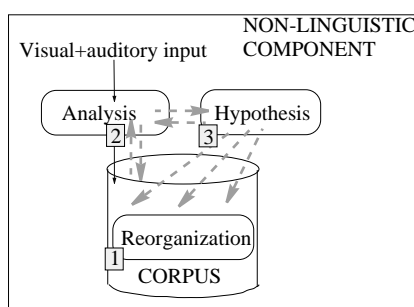 NON-LINGUISTIC
COMPONENT
Visual+auditory input
Analysis
Hypothesis
2
3
Reorganization
1
CORPUS